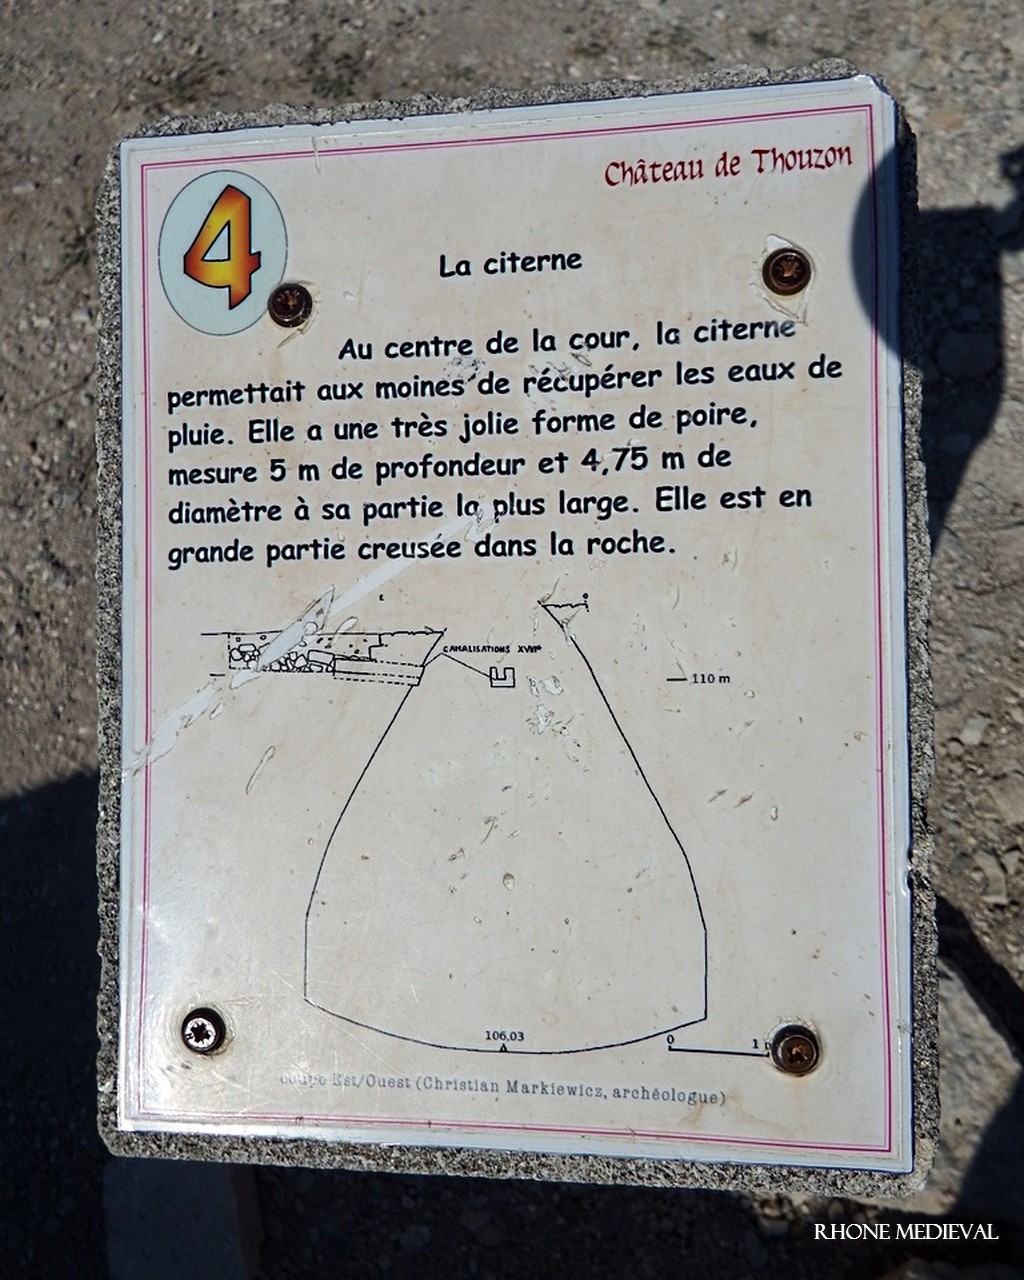 4
Château de Thouzon
La citerne
Au centre de la cour, la citerne
permettait aux moines de récupérer les eaux de
pluie. Elle a une très jolie forme de poire,
mesure 5 m de profondeur et 4,75 m de
diamètre à sa partie la plus large. Elle est en
grande partie creusée dans la roche.
CANALISATIONS
110 m
106.03
0 1
coupe Est/Ouest (Christian Markiewicz, archéologue)
RHONE MEDIEVAL